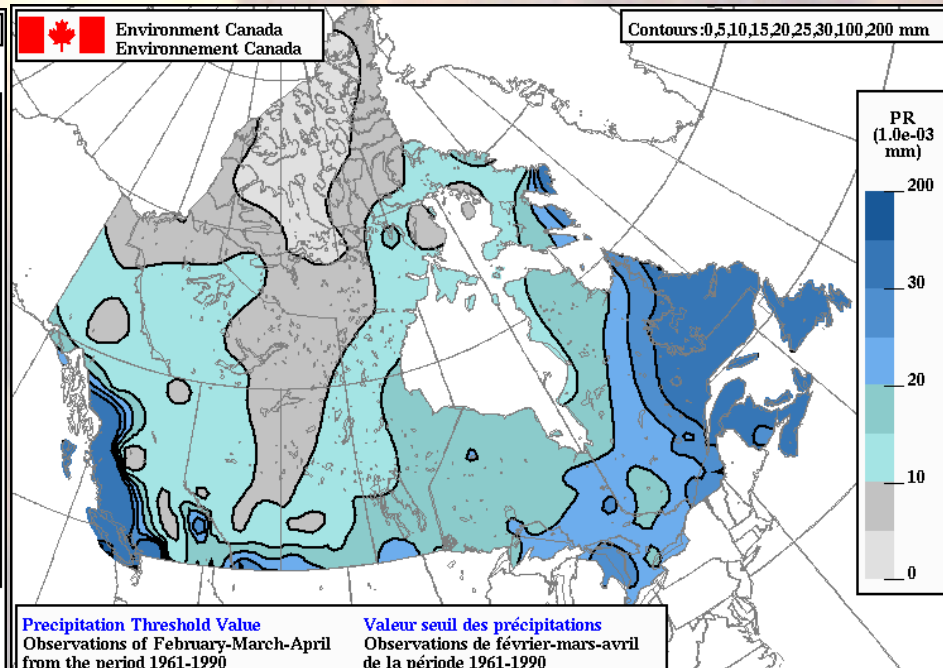 Environment Canada
Environnement Canada
Contours:0,5,10,15,20,25,30,100,200 mm
PR
(1.0e-03
mm)
200
30
20
10
0
Precipitation Threshold Value
Observations of February-March-April
from the period 1961-1990
Valeur seuil des précipitations
Observations de février-mars-avril
de la période 1961-1990